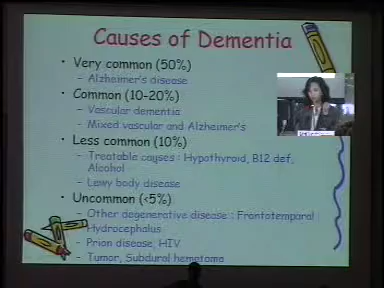 Causes of Dementia
• Very common (50%)
– Alzheimer's disease
• Common (10-20%)
– Vascular dementia
– Mixed vascular and Alzheimer's
• Less common (10%)
– Treatable causes : Hypothyroid, B12 def,
Alcohol
– Lewy body disease
• Uncommon (<5%)
– Other degenerative disease : Frontotemporal
– Hydrocephalus
– Prion disease, HIV
– Tumor, Subdural hematoma